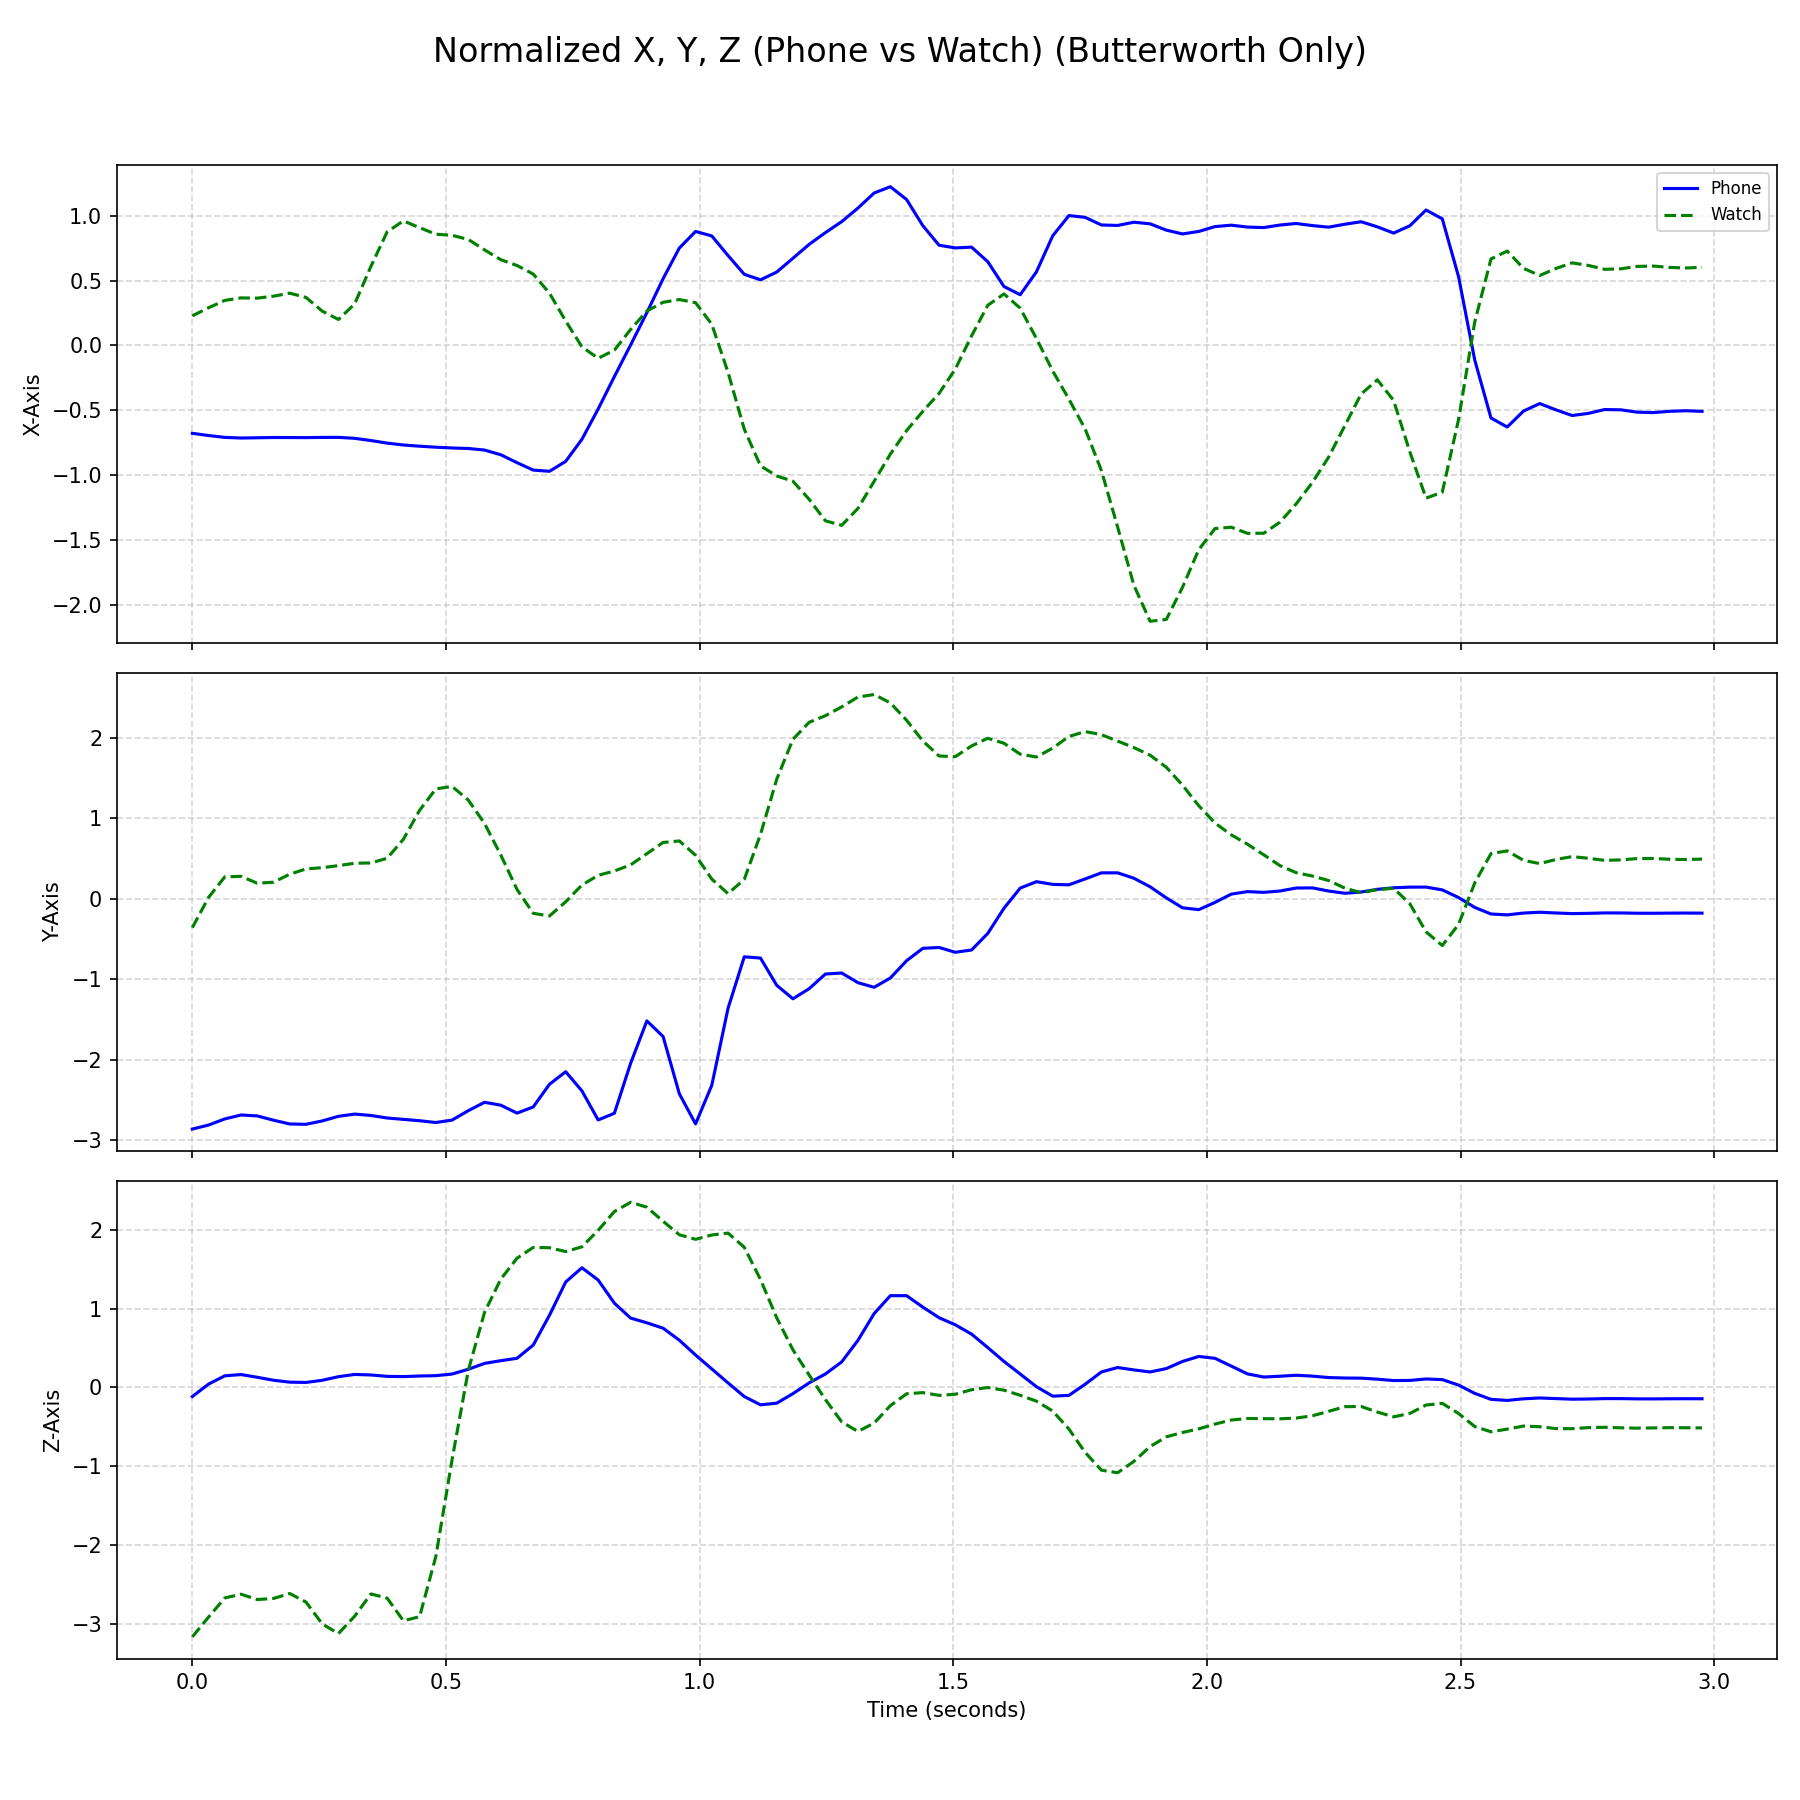 Normalized X, Y, Z (Phone vs Watch) (Butterworth Only)
Phone
Watch
X-Axis
1.0
0.5
0.0
−0.5
−1.0
−1.5
−2.0
Y-Axis
2
1
0
−1
−2
−3
Z-Axis
2
1
0
−1
−2
−3
0.0 0.5 1.0 1.5 2.0 2.5 3.0
Time (seconds)